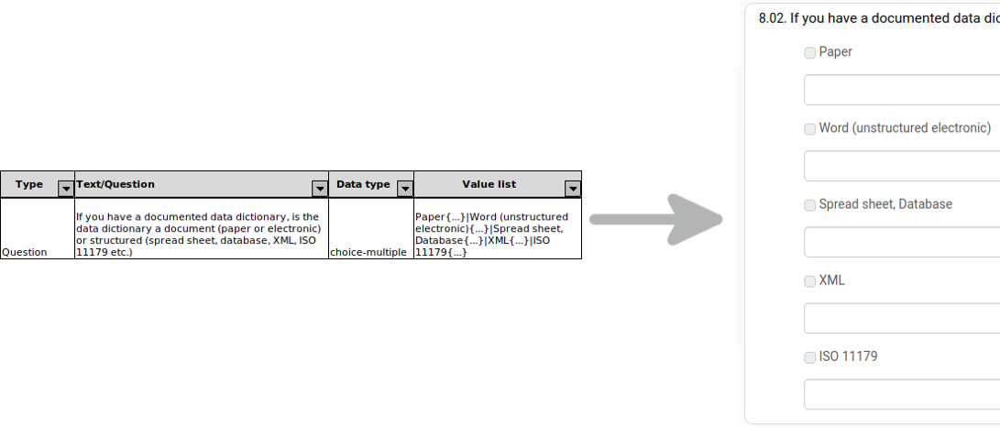 Type
Text/Question
Data type
Value list
Question
If you have a documented data dictionary, is the
data dictionary a document (paper or electronic)
or structured (spread sheet, database, XML, ISO
11179 etc.)
choice-multiple
Paper{...}|Word (unstructured
electronic){...}|Spread sheet,
Database{...}|XML{...}|ISO
11179{...}
8.02. If you have a documented data dic
Paper
Word (unstructured electronic)
Spread sheet, Database
XML
ISO 11179